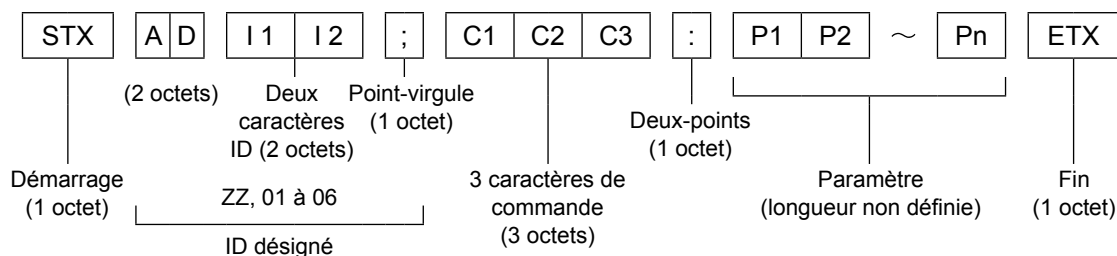 STX A D I 1 I 2 ; C1 C2 C3 : P1 P2 ～ Pn ETX
(2 octets)
Deux
caractères
ID (2 octets)
Point-virgule
(1 octet)
Deux-points
(1 octet)
Démarrage
(1 octet)
ZZ, 01 à 06
ID désigné
3 caractères de
commande
(3 octets)
Paramètre
(longueur non définie)
Fin
(1 octet)